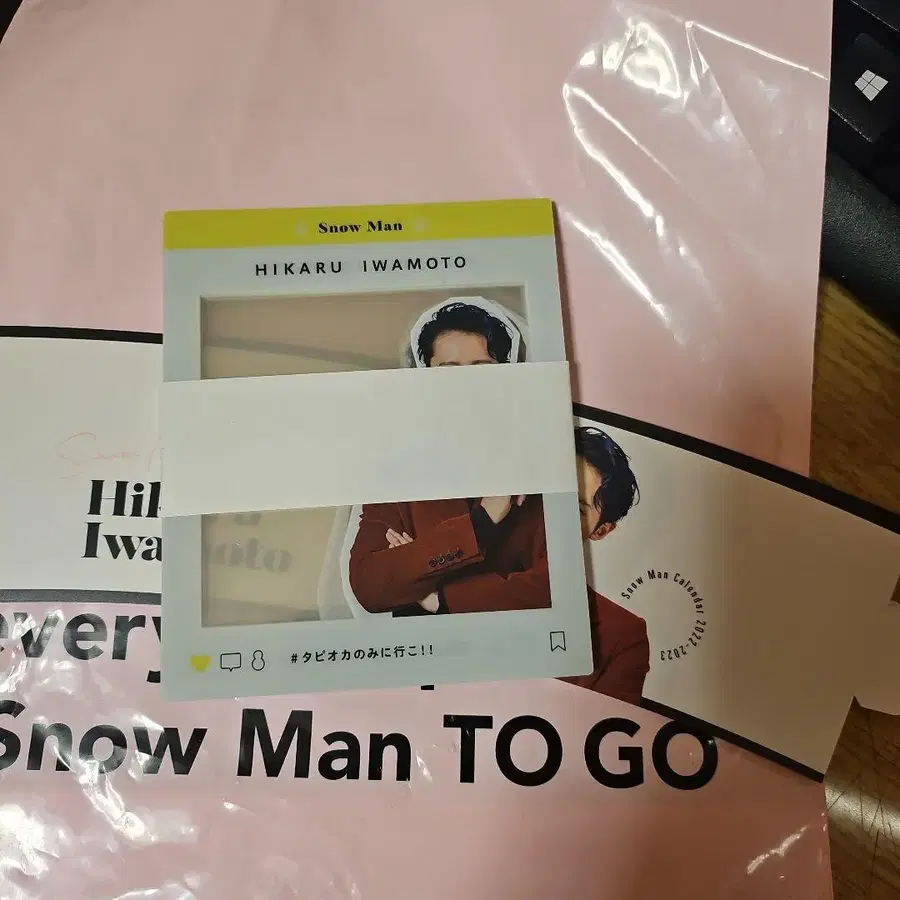 Snow Man
HIKARU IWAMOTO
Hik
Iwa
moto
Snow Man Calendar 2022-2023
#タピオカのみに行こ!!
every
Snow Man TO GO